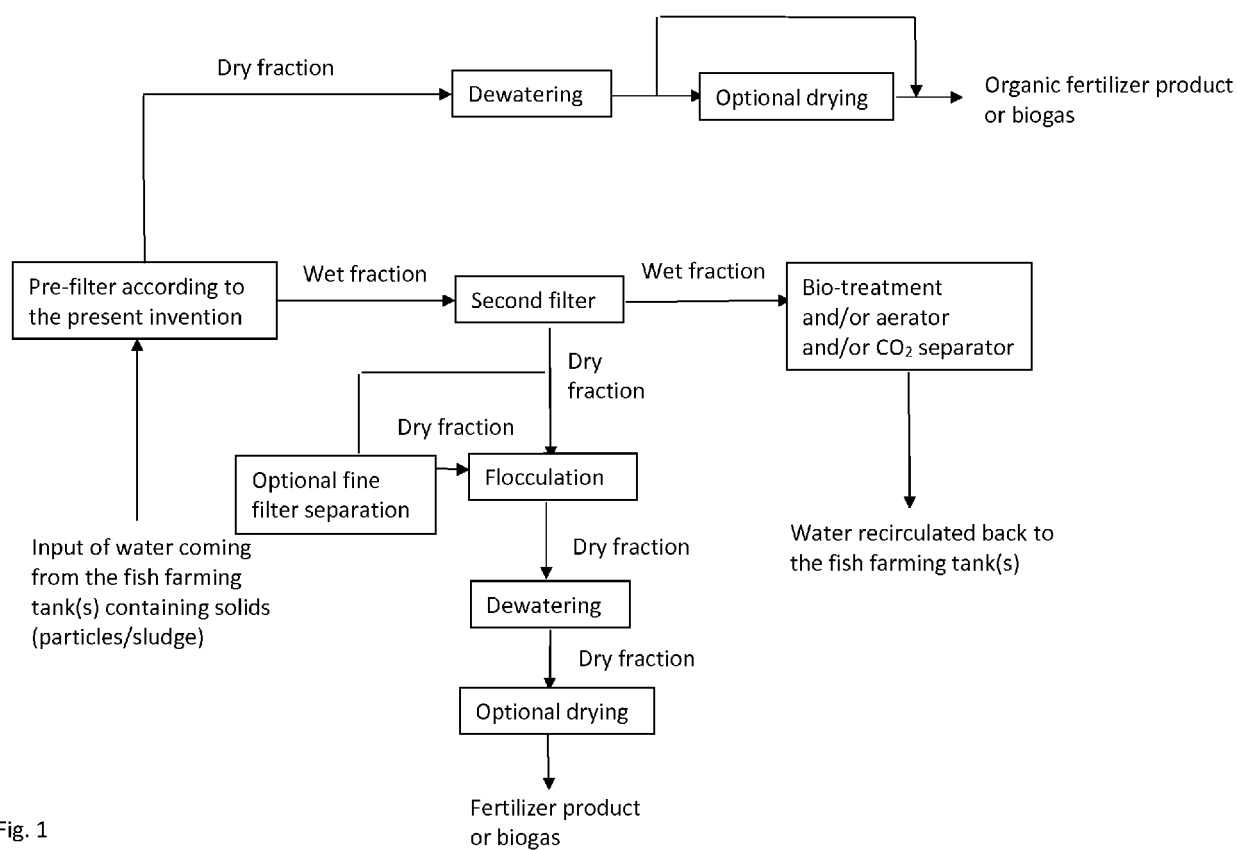 Dry fraction
Dewatering
Optional drying
Organic fertilizer product
or biogas
Pre-filter according to
the present invention
Wet fraction
Second filter
Wet fraction
Bio-treatment
and/or aerator
and/or CO₂ separator
Dry
fraction
Dry fraction
Optional fine
filter separation
Flocculation
Input of water coming
from the fish farming
tank(s) containing solids
(particles/sludge)
Dry fraction
Water recirculated back to
the fish farming tank(s)
Dewatering
Dry fraction
Optional drying
Fertilizer product
or biogas
Fig. 1